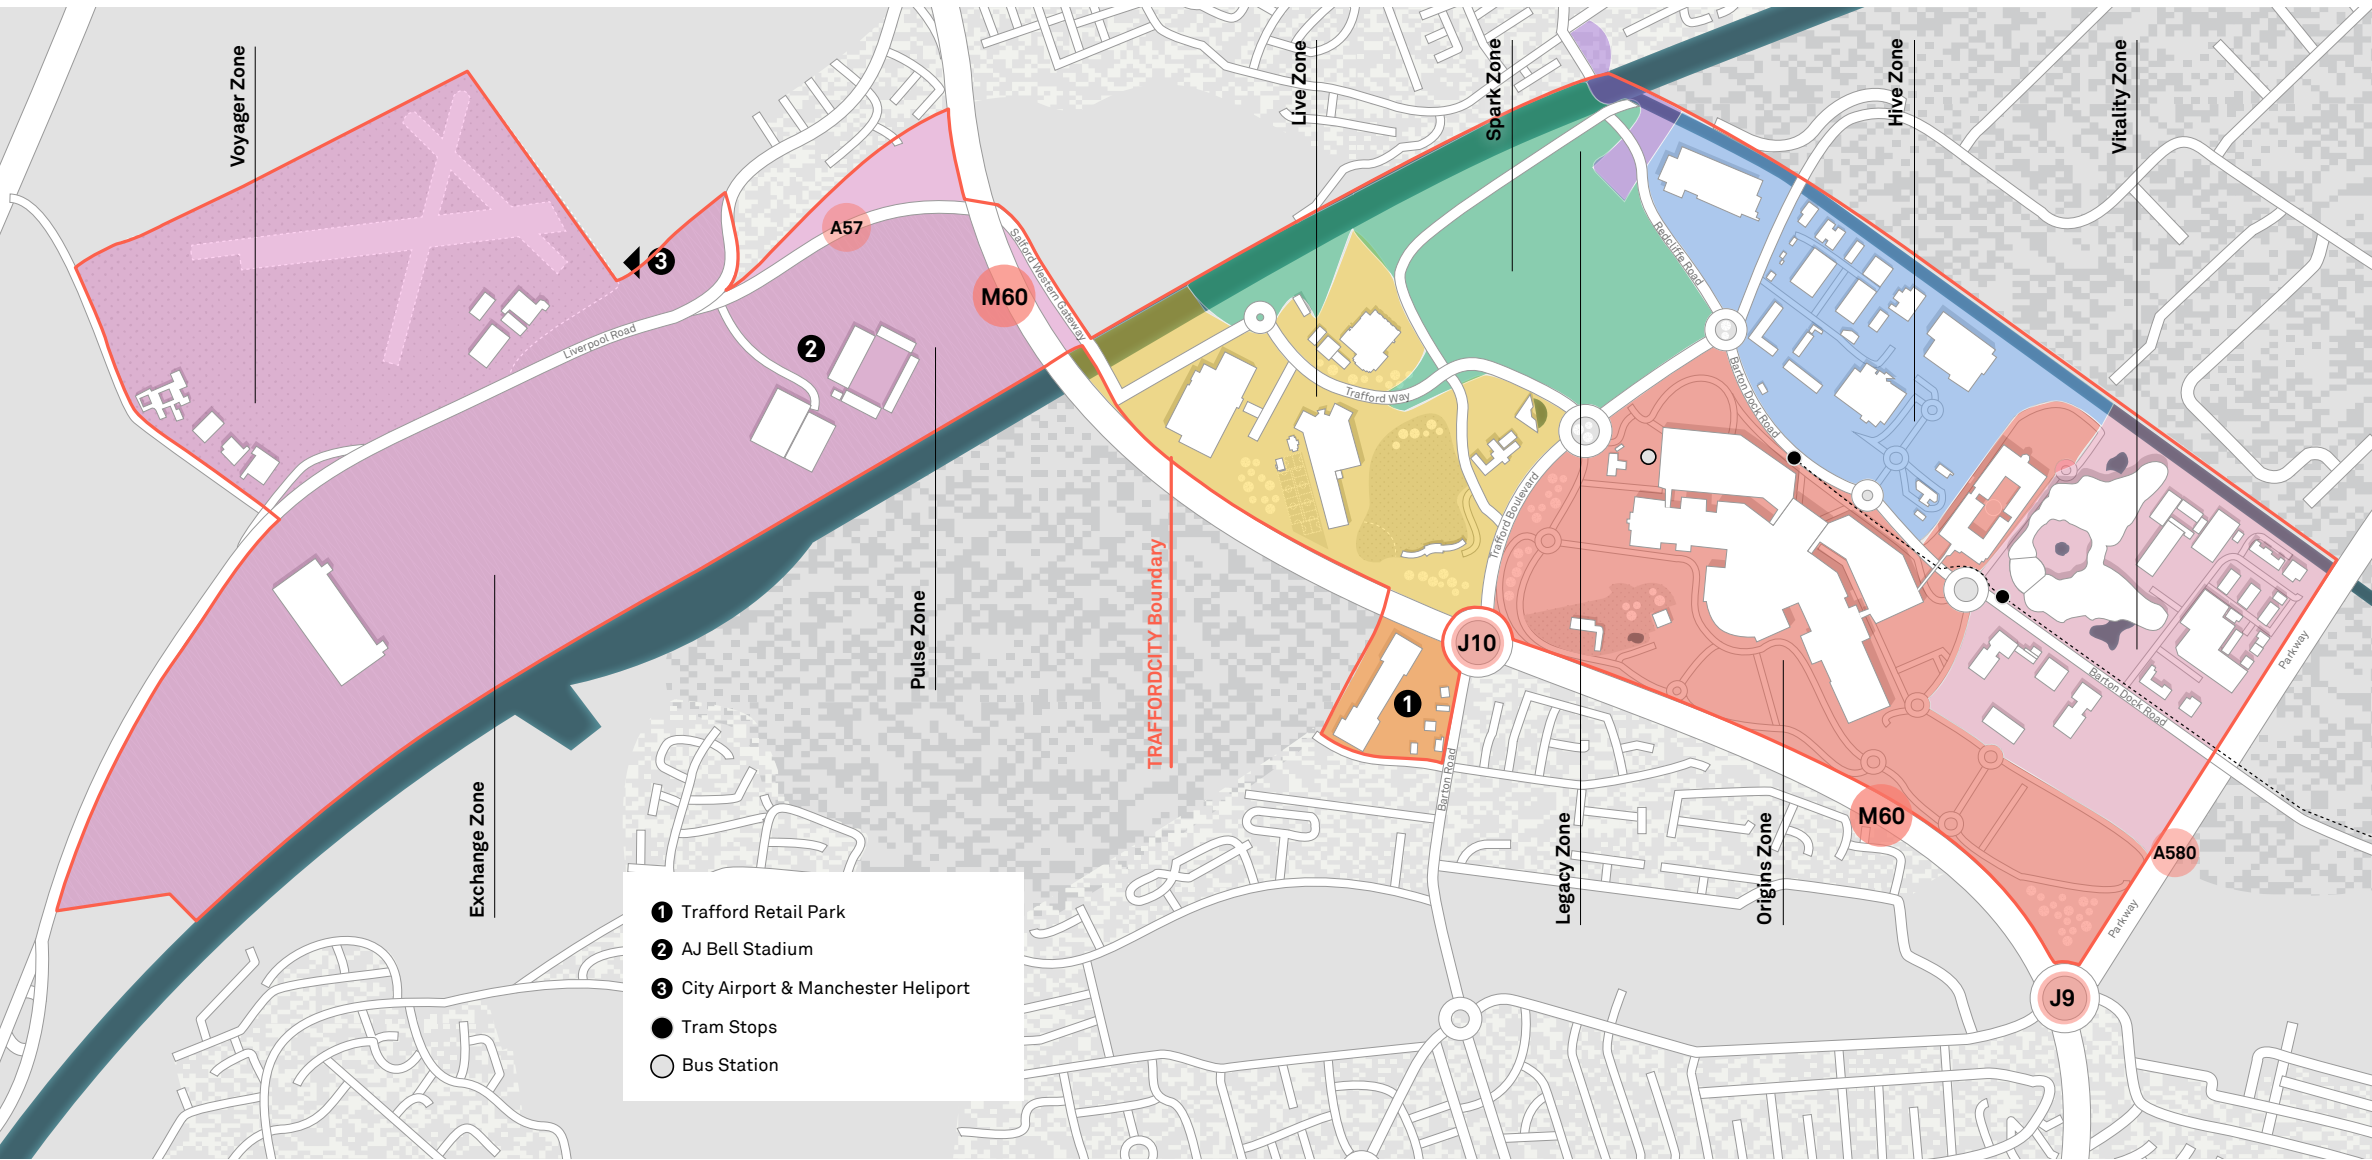 Voyager Zone
Live Zone
Spark Zone
Hive Zone
Vitality Zone
3
A57
Salford Western Gateway
M60
Redcliffe Road
Liverpool Road
2
Trafford Way
Barton Dock Road
Trafford Boulevard
TRAFFORDCITY Boundary
Pulse Zone
J10
1
Barton Road
Parkway
Barton Dock Road
Exchange Zone
Legacy Zone
Origins Zone
M60
A580
Parkway
J9
1 Trafford Retail Park
2 AJ Bell Stadium
3 City Airport & Manchester Heliport
Tram Stops
Bus Station